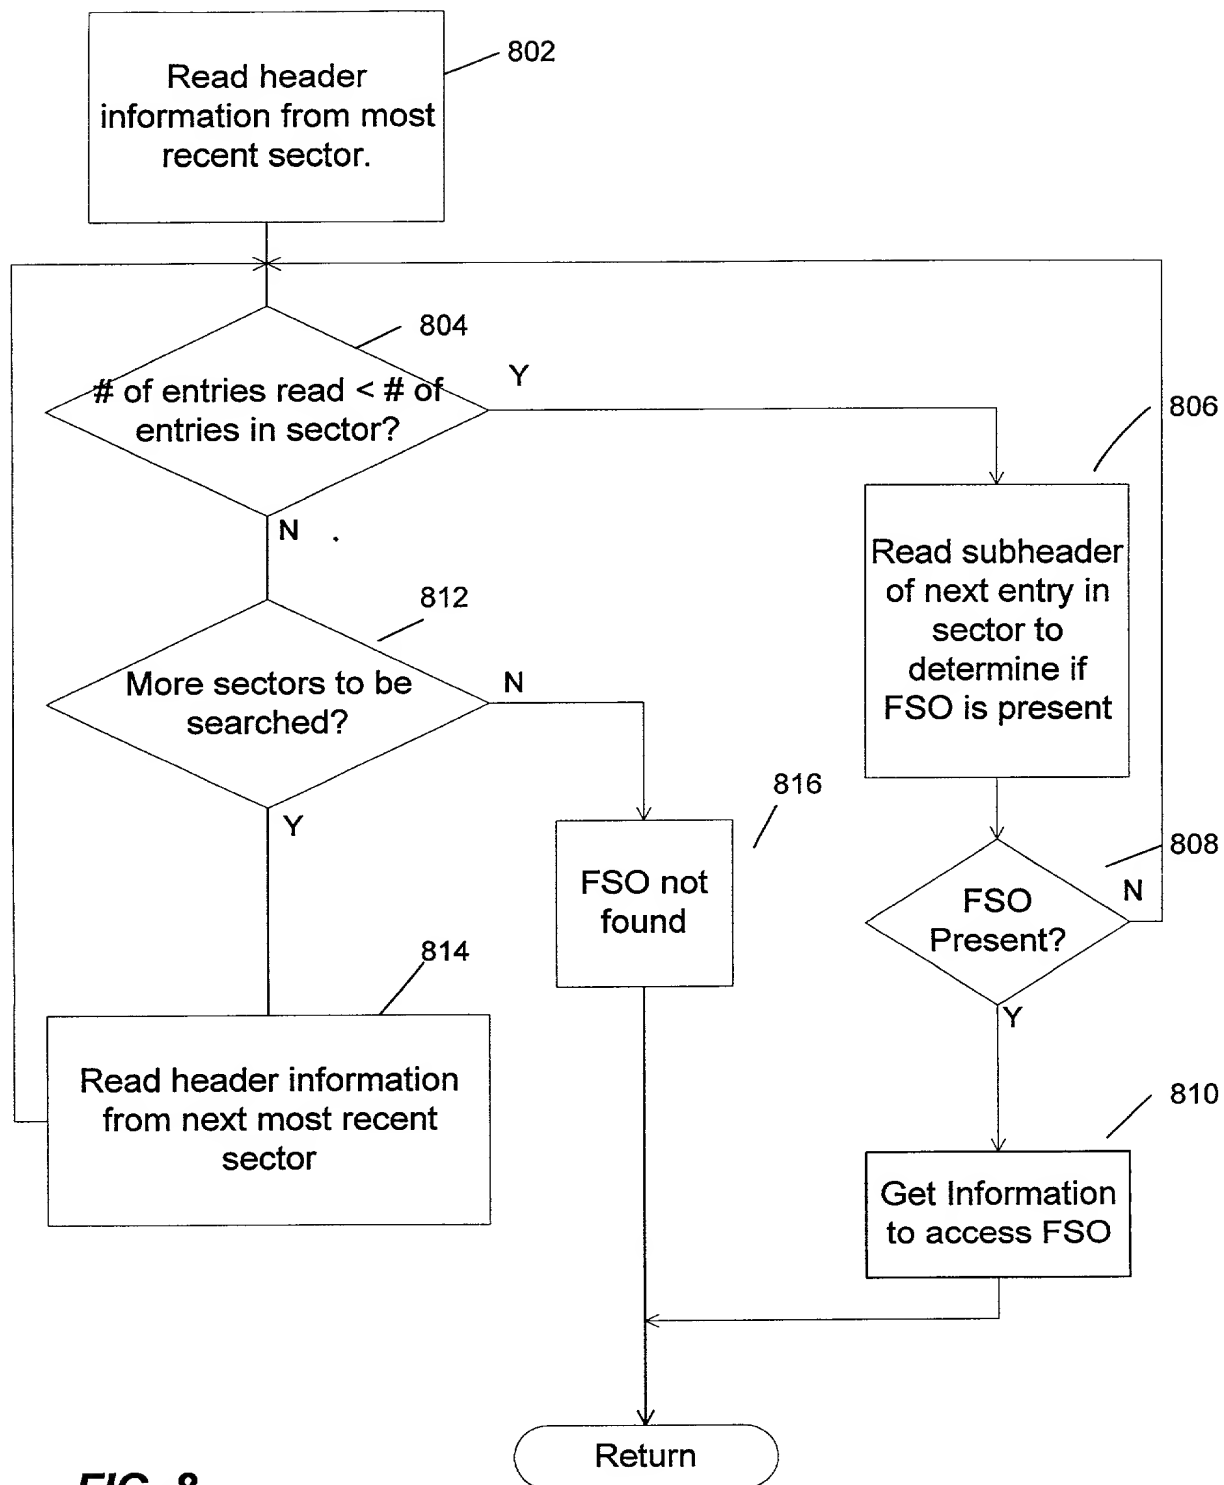 802
Read header
information from most
recent sector.
804
# of entries read < # of
entries in sector?
Y
806
N
Read subheader
of next entry in
sector to
determine if
FSO is present
812
More sectors to be
searched?
N
Y
816
FSO not
found
808
FSO
Present?
N
Y
814
Read header information
from next most recent
sector
810
Get Information
to access FSO
Return
FIG. 8